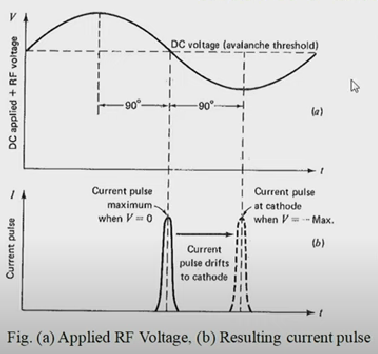 V
DC applied + RF voltage
DC voltage (avalanche threshold)
90°
90°
(a)
t
I
Current pulse
Current pulse
maximum
when V = 0
Current pulse
at cathode
when V = -Max.
(b)
Current
pulse drifts
to cathode
t
Fig. (a) Applied RF Voltage, (b) Resulting current pulse